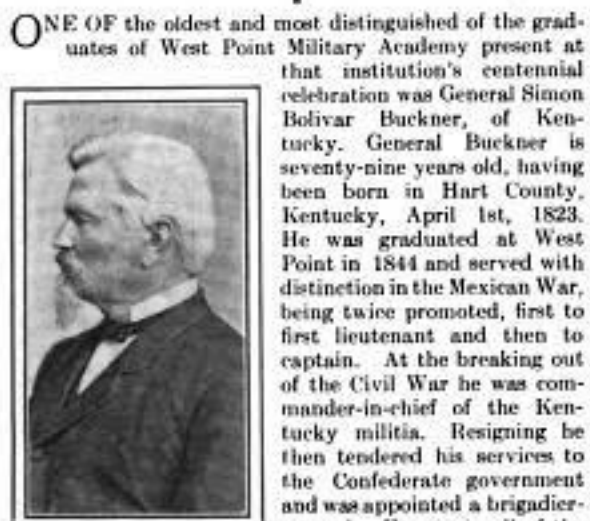 ONE OF the oldest and most distinguished of the grad-
uates of West Point Military Academy present at
that institution's centennial
celebration was General Simon
Bolivar Buckner, of Ken-
tucky. General Buckner is
seventy-nine years old, having
been born in Hart County,
Kentucky, April 1st, 1823.
He was graduated at West
Point in 1844 and served with
distinction in the Mexican War,
being twice promoted, first to
first lieutenant and then to
captain. At the breaking out
of the Civil War he was com-
mander-in-chief of the Ken-
tucky militia. Resigning he
then tendered his services to
the Confederate government
and was appointed a brigadier-